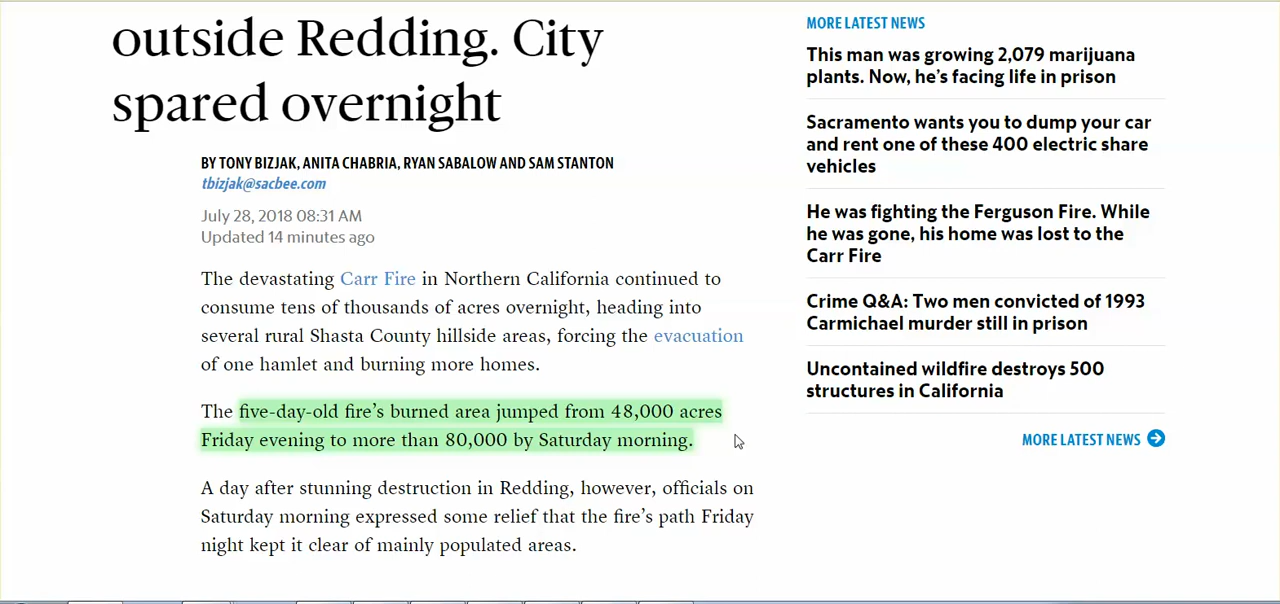 outside Redding. City
spared overnight
BY TONY BIZJAK, ANITA CHABRIA, RYAN SABALOW AND SAM STANTON
tbizjak@sacbee.com
July 28, 2018 08:31 AM
Updated 14 minutes ago
The devastating Carr Fire in Northern California continued to
consume tens of thousands of acres overnight, heading into
several rural Shasta County hillside areas, forcing the evacuation
of one hamlet and burning more homes.
The five-day-old fire's burned area jumped from 48,000 acres
Friday evening to more than 80,000 by Saturday morning.
A day after stunning destruction in Redding, however, officials on
Saturday morning expressed some relief that the fire's path Friday
night kept it clear of mainly populated areas.
MORE LATEST NEWS
This man was growing 2,079 marijuana
plants. Now, he's facing life in prison
Sacramento wants you to dump your car
and rent one of these 400 electric share
vehicles
He was fighting the Ferguson Fire. While
he was gone, his home was lost to the
Carr Fire
Crime Q&A: Two men convicted of 1993
Carmichael murder still in prison
Uncontained wildfire destroys 500
structures in California
MORE LATEST NEWS